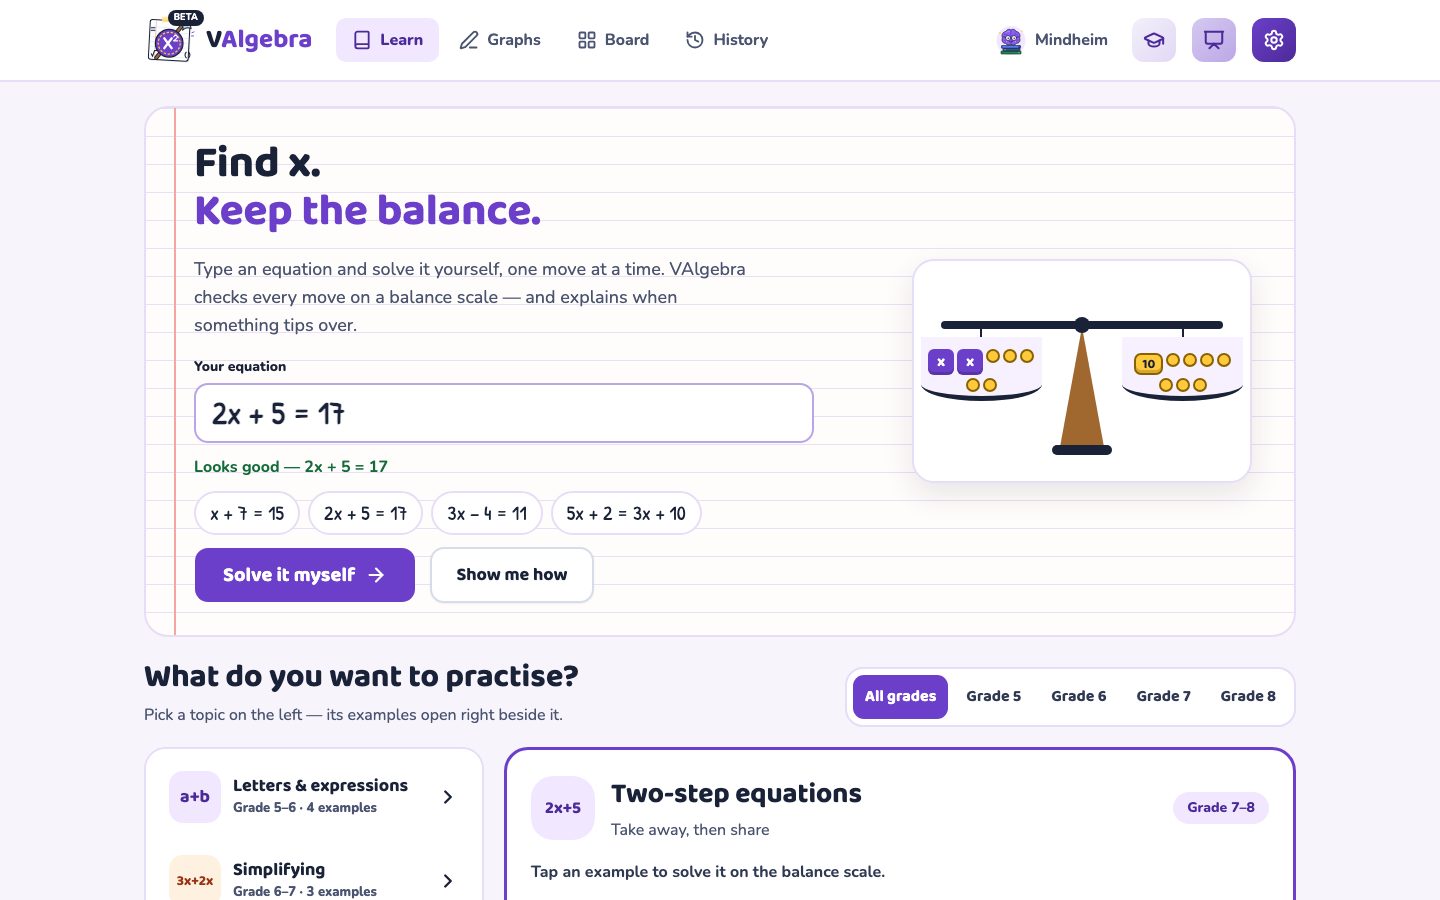 BETA
VAlgebra
Learn
Graphs
Board
History
Mindheim
Find x.
Keep the balance.
Type an equation and solve it yourself, one move at a time. VAlgebra
checks every move on a balance scale — and explains when
something tips over.
Your equation
2x + 5 = 17
Looks good — 2x + 5 = 17
x + 7 = 15
2x + 5 = 17
3x − 4 = 11
5x + 2 = 3x + 10
Solve it myself
Show me how
x x
10
What do you want to practise?
Pick a topic on the left — its examples open right beside it.
All grades
Grade 5
Grade 6
Grade 7
Grade 8
a+b
Letters & expressions
Grade 5–6 · 4 examples
3x+2x
Simplifying
Grade 6–7 · 3 examples
2x+5
Two-step equations
Take away, then share
Grade 7–8
Tap an example to solve it on the balance scale.